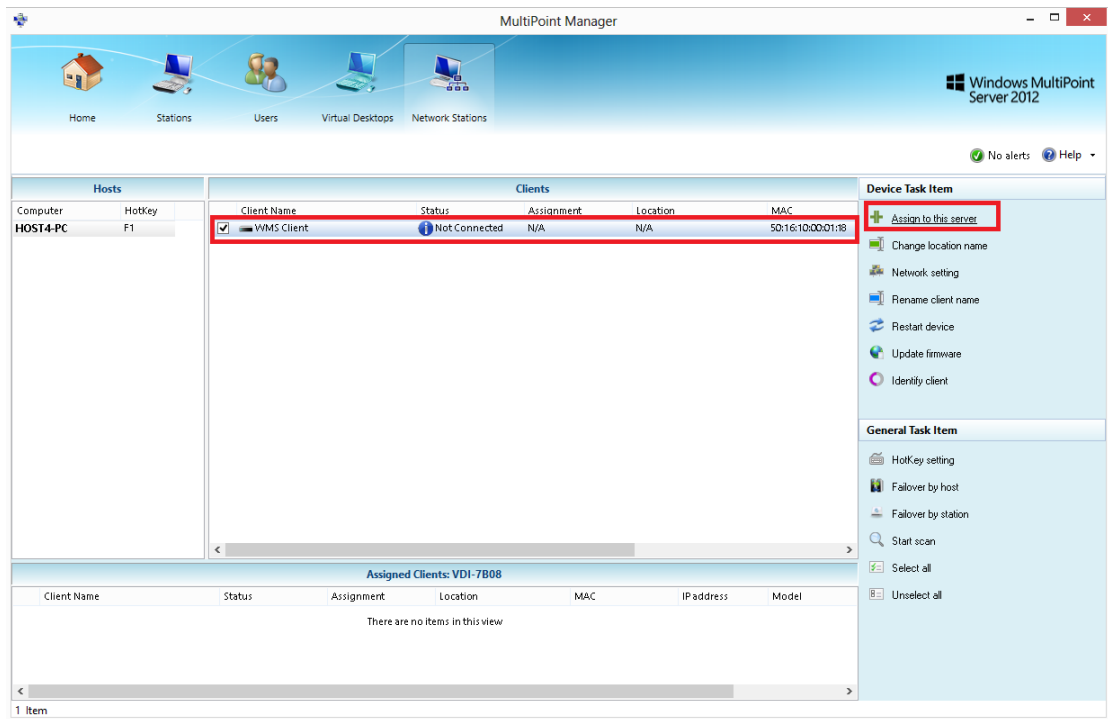 MultiPoint Manager
Home
Stations
Users
Virtual Desktops
Network Stations
Windows MultiPoint
Server 2012
No alerts
Help
Hosts
Computer HotKey
HOST4-PC F1
Clients
Client Name Status Assignment Location MAC
WMS Client Not Connected N/A N/A 50:16:10:00:01:18
Device Task Item
Assign to this server
Change location name
Network setting
Rename client name
Restart device
Update firmware
Identify client
General Task Item
HotKey setting
Failover by host
Failover by station
Start scan
Select all
Unselect all
Assigned Clients: VDI-7B08
Client Name Status Assignment Location MAC IP address Model
There are no items in this view
1 Item